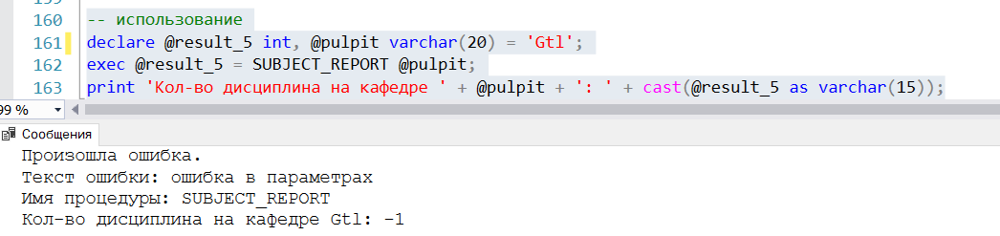 160 -- использование
161 declare @result_5 int, @pulpit varchar(20) = 'Gtl';
162 exec @result_5 = SUBJECT_REPORT @pulpit;
163 print 'Кол-во дисциплина на кафедре ' + @pulpit + ': ' + cast(@result_5 as varchar(15));
99 %
Сообщения
Произошла ошибка.
Текст ошибки: ошибка в параметрах
Имя процедуры: SUBJECT_REPORT
Кол-во дисциплина на кафедре Gtl: -1